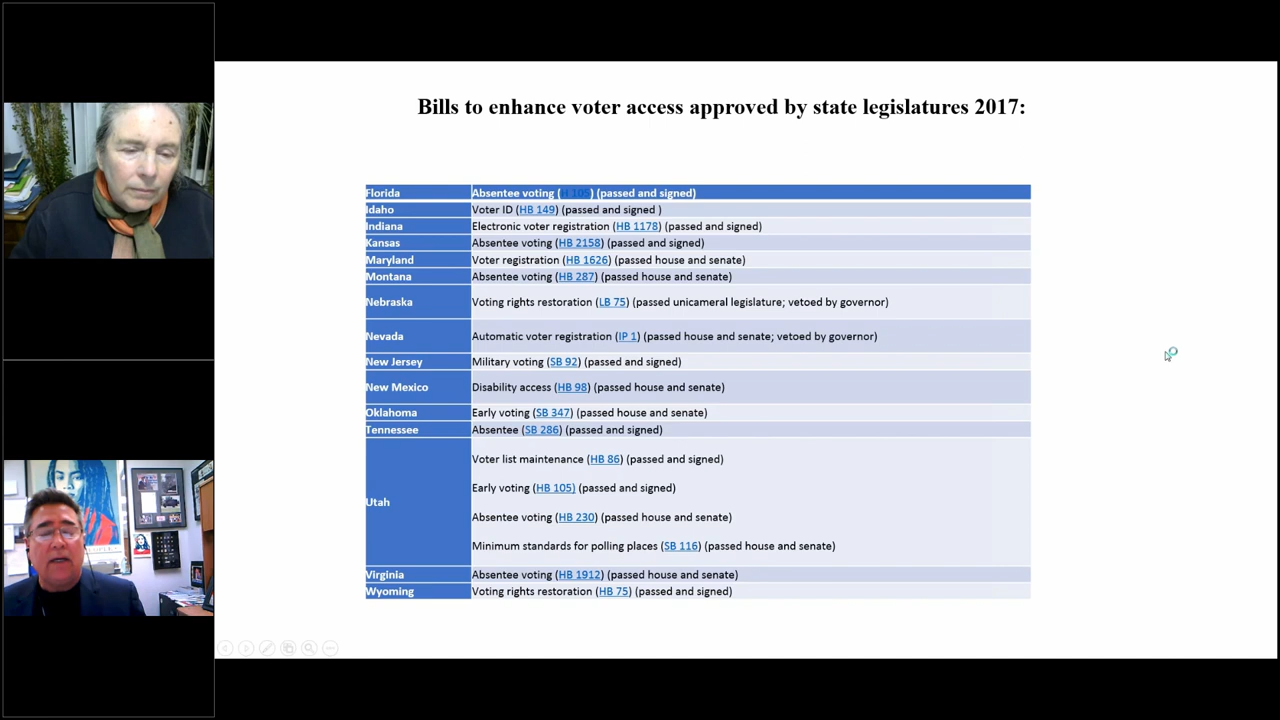 Bills to enhance voter access approved by state legislatures 2017:
Florida Absentee voting (H 105) (passed and signed)
Idaho Voter ID (HB 149) (passed and signed )
Indiana Electronic voter registration (HB 1178) (passed and signed)
Kansas Absentee voting (HB 2158) (passed and signed)
Maryland Voter registration (HB 1626) (passed house and senate)
Montana Absentee voting (HB 287) (passed house and senate)
Nebraska Voting rights restoration (LB 75) (passed unicameral legislature; vetoed by governor)
Nevada Automatic voter registration (IP 1) (passed house and senate; vetoed by governor)
New Jersey Military voting (SB 92) (passed and signed)
New Mexico Disability access (HB 98) (passed house and senate)
Oklahoma Early voting (SB 347) (passed house and senate)
Tennessee Absentee (SB 286) (passed and signed)
Utah
Voter list maintenance (HB 86) (passed and signed)
Early voting (HB 105) (passed and signed)
Absentee voting (HB 230) (passed house and senate)
Minimum standards for polling places (SB 116) (passed house and senate)
Virginia Absentee voting (HB 1912) (passed house and senate)
Wyoming Voting rights restoration (HB 75) (passed and signed)